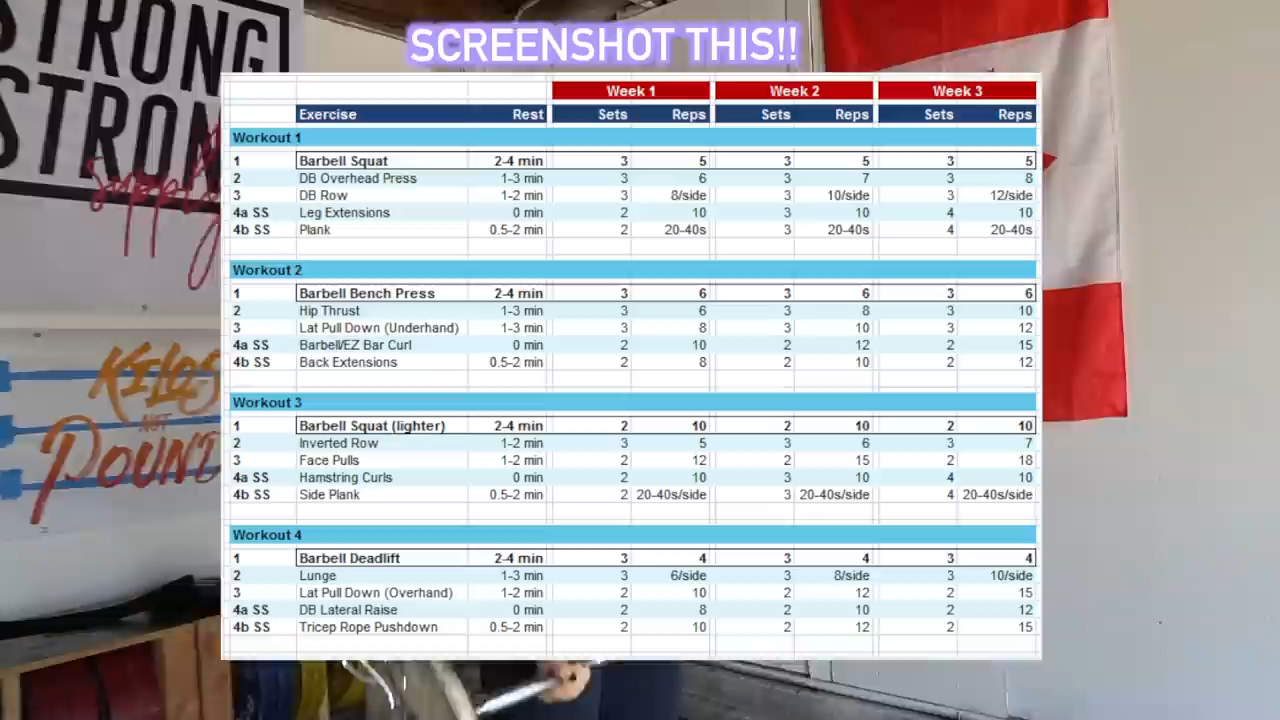 SCREENSHOT THIS!!
STRONG
STRONG
supply
KILOS
NOT
POUND
Week 1 Week 2 Week 3
Exercise Rest Sets Reps Sets Reps Sets Reps
Workout 1
1 Barbell Squat 2-4 min 3 5 3 5 3 5
2 DB Overhead Press 1-3 min 3 6 3 7 3 8
3 DB Row 1-2 min 3 8/side 3 10/side 3 12/side
4a SS Leg Extensions 0 min 2 10 3 10 4 10
4b SS Plank 0.5-2 min 2 20-40s 3 20-40s 4 20-40s
Workout 2
1 Barbell Bench Press 2-4 min 3 6 3 6 3 6
2 Hip Thrust 1-3 min 3 6 3 8 3 10
3 Lat Pull Down (Underhand) 1-3 min 3 8 3 10 3 12
4a SS Barbell/EZ Bar Curl 0 min 2 10 2 12 2 15
4b SS Back Extensions 0.5-2 min 2 8 2 10 2 12
Workout 3
1 Barbell Squat (lighter) 2-4 min 2 10 2 10 2 10
2 Inverted Row 1-2 min 3 5 3 6 3 7
3 Face Pulls 1-2 min 2 12 2 15 2 18
4a SS Hamstring Curls 0 min 2 10 3 10 4 10
4b SS Side Plank 0.5-2 min 2 20-40s/side 3 20-40s/side 4 20-40s/side
Workout 4
1 Barbell Deadlift 2-4 min 3 4 3 4 3 4
2 Lunge 1-3 min 3 6/side 3 8/side 3 10/side
3 Lat Pull Down (Overhand) 1-2 min 2 10 2 12 2 15
4a SS DB Lateral Raise 0 min 2 8 2 10 2 12
4b SS Tricep Rope Pushdown 0.5-2 min 2 10 2 12 2 15